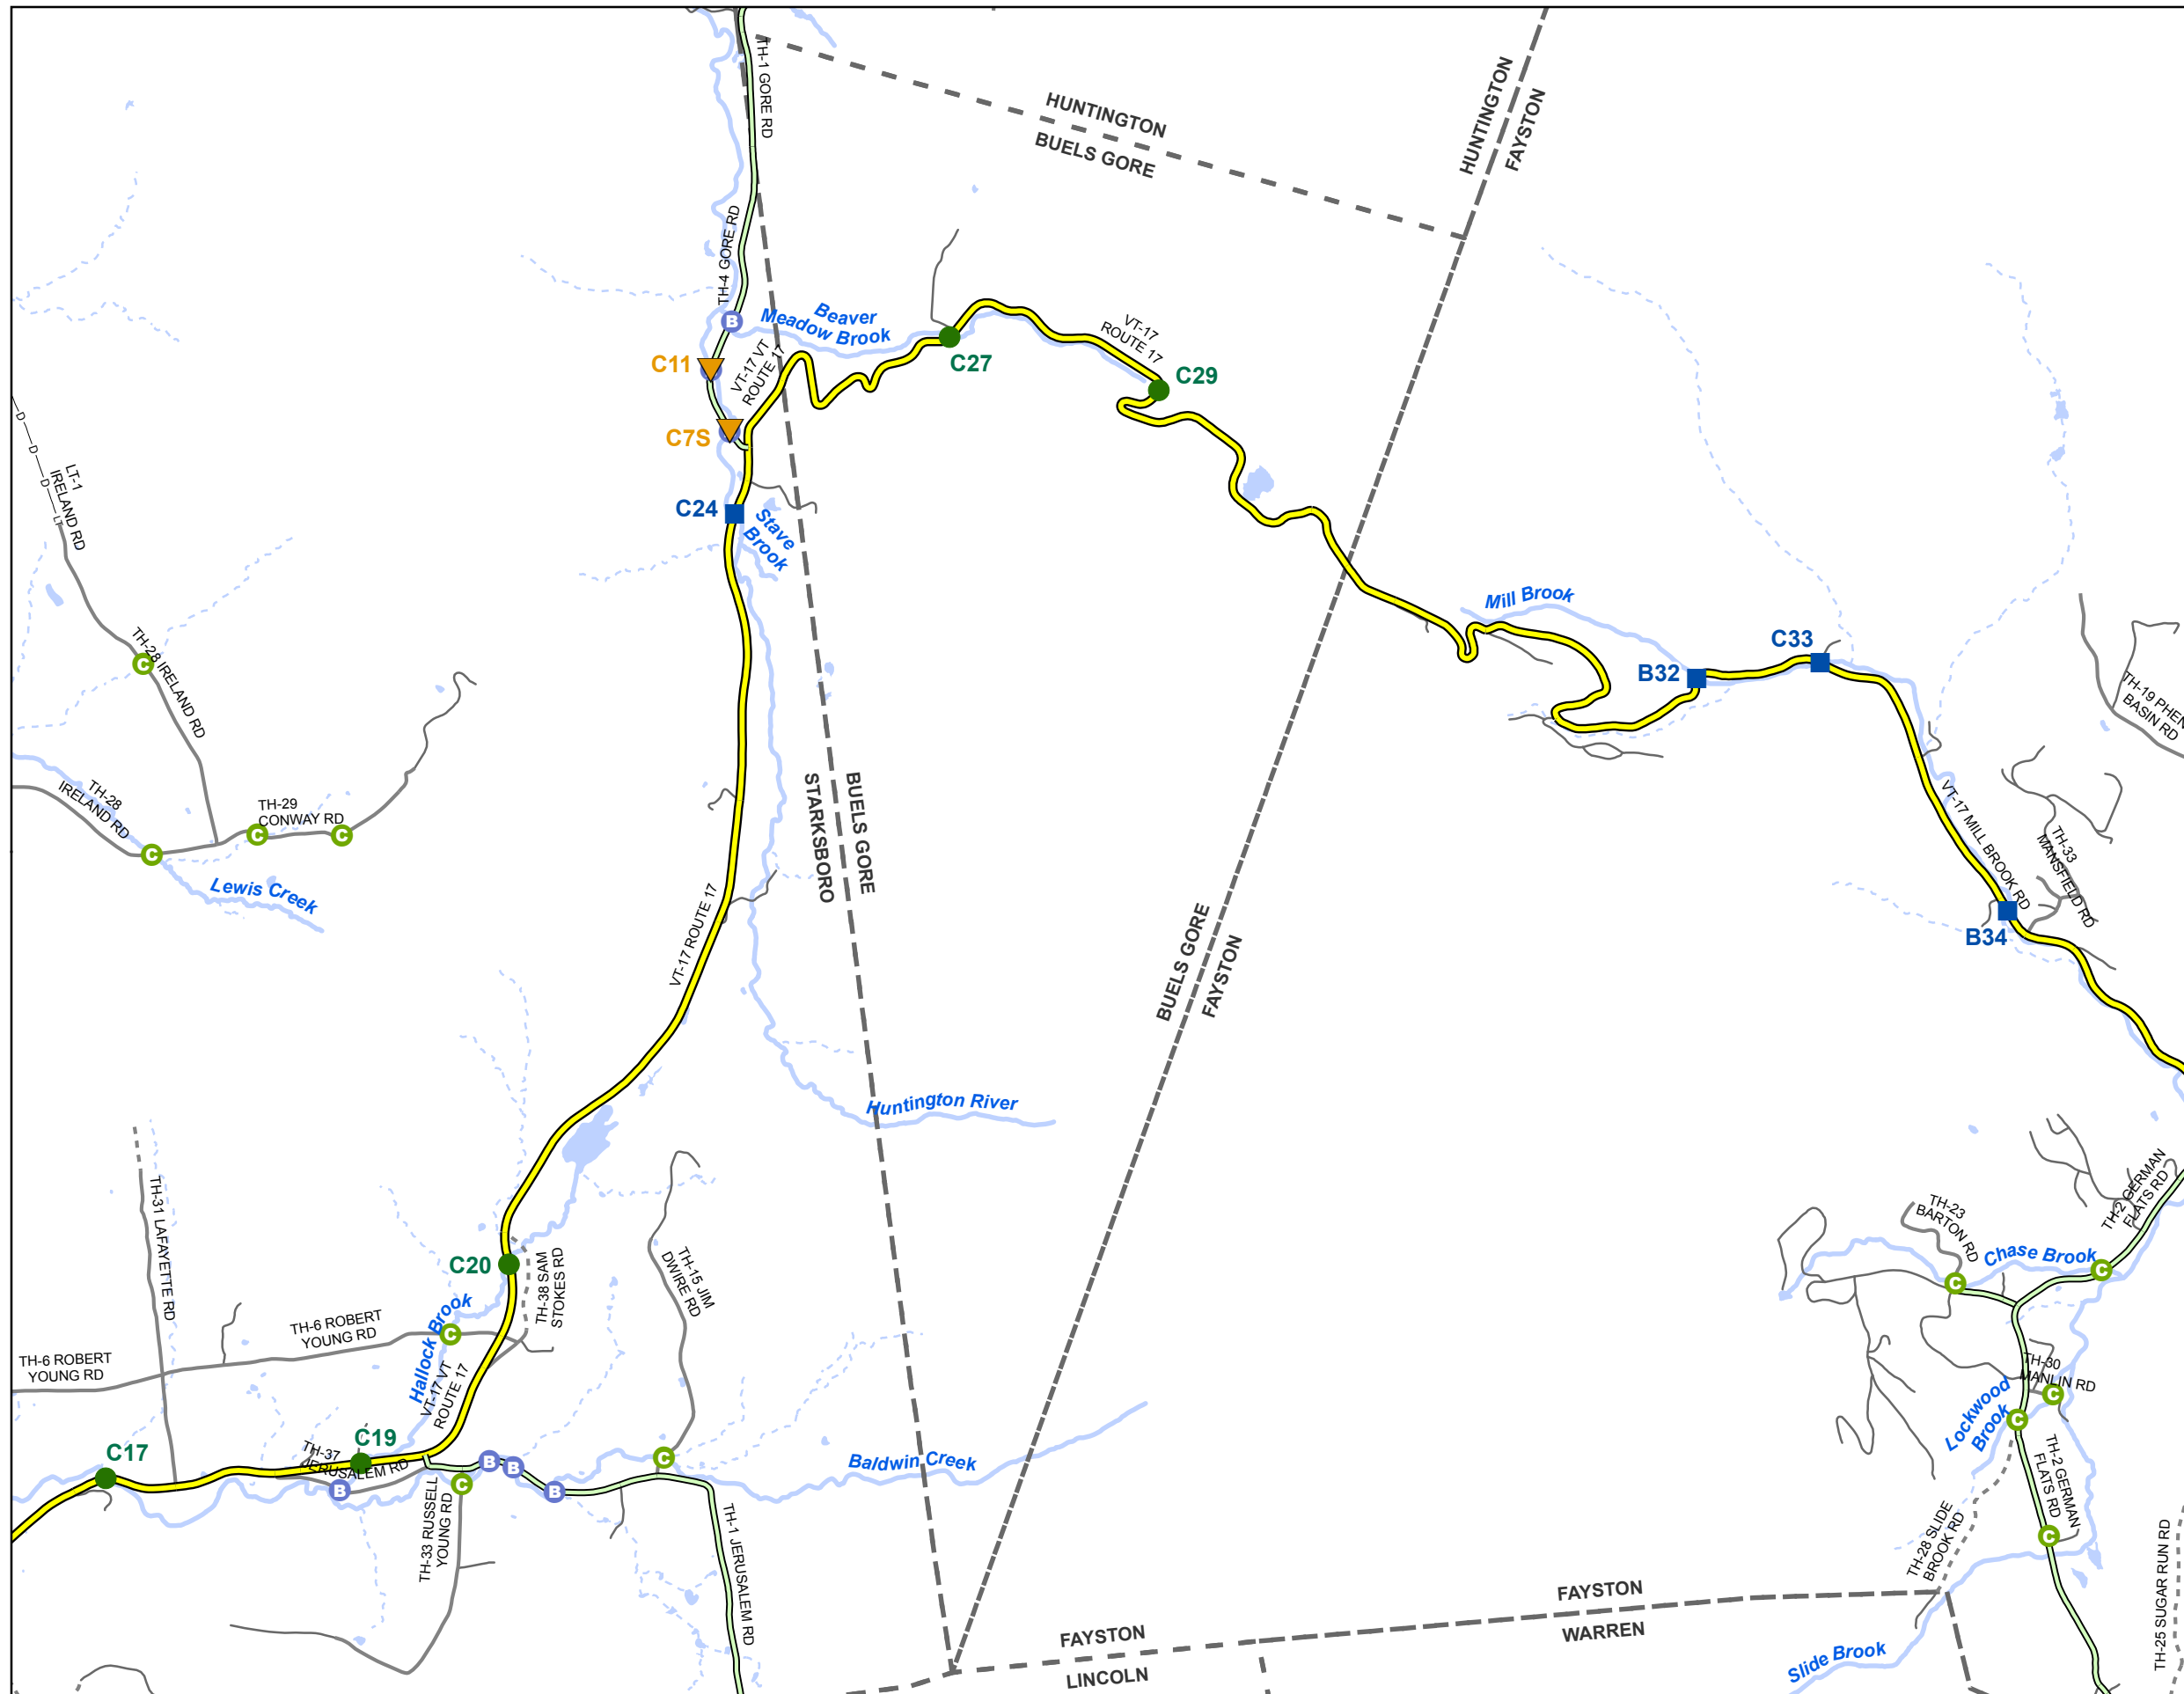 TH-1 GORE RD
HUNTINGTON
BUELS GORE
HUNTINGTON
FAYSTON
TH-4 GORE RD
B
Beaver
Meadow Brook
VT-17 VT
ROUTE 17
C11
C7S
C27
VT-17
ROUTE 17
C29
C24
Stave
Brook
D
D
D
LT
LT-1
IRELAND RD
C
TH-28 IRELAND RD
Mill Brook
B32
C33
TH-19 PHEN
BASIN RD
TH-28
IRELAND RD
TH-29
CONWAY RD
C
C
C
Lewis Creek
STARKSBORO
BUELS GORE
VT-17 ROUTE 17
BUELS GORE
FAYSTON
VT-17 MILL BROOK RD
TH-33
MANSFIELD RD
B34
Huntington River
TH-31 LAFAYETTE RD
C20
TH-38 SAM
STOKES RD
TH-15 JIM
DWIRE RD
TH-6 ROBERT
YOUNG RD
TH-6 ROBERT
YOUNG RD
Hallock Brook
C
VT-17 VT
ROUTE 17
C17
C19
TH-37
JERUSALEM RD
B
TH-33 RUSSELL
YOUNG RD
C
B
B
B
C
Baldwin Creek
TH-1 JERUSALEM RD
TH-23
BARTON RD
C
Chase Brook
C
TH-2 GERMAN
FLATS RD
TH-30
MANLIN RD
C
Lockwood
Brook
C
TH-2 GERMAN
FLATS RD
C
TH-28 SLIDE
BROOK RD
TH-25 SUGAR RUN RD
FAYSTON
WARREN
FAYSTON
LINCOLN
Slide Brook